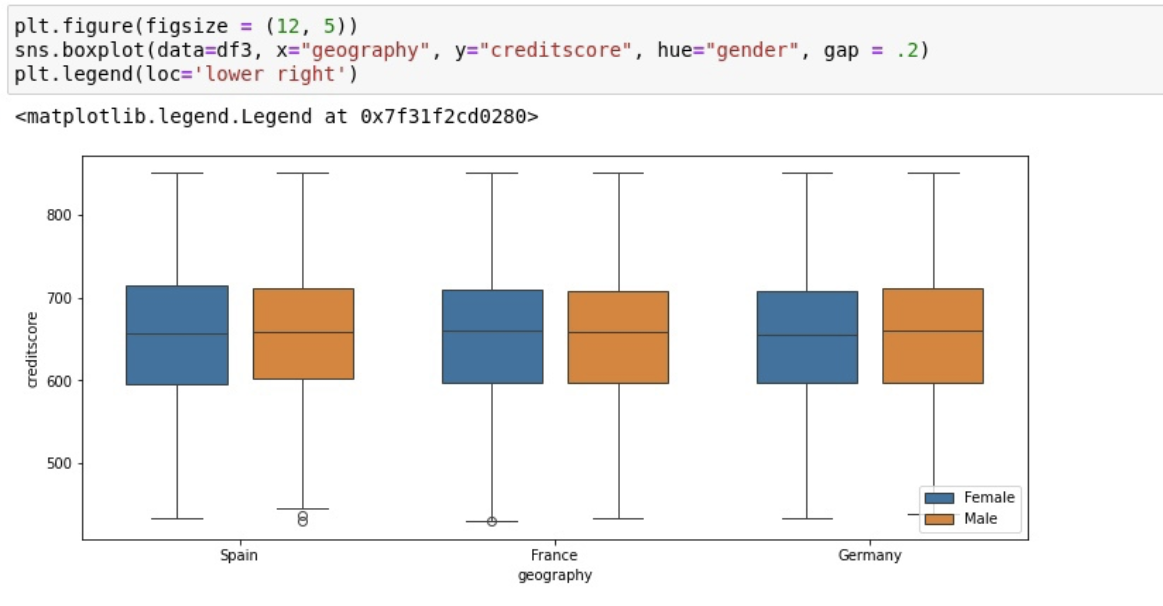 plt.figure(figsize = (12, 5))
sns.boxplot(data=df3, x="geography", y="creditscore", hue="gender", gap = .2)
plt.legend(loc='lower right')
<matplotlib.legend.Legend at 0x7f31f2cd0280>
800
700
600
500
creditscore
Female
Male
Spain France Germany
geography